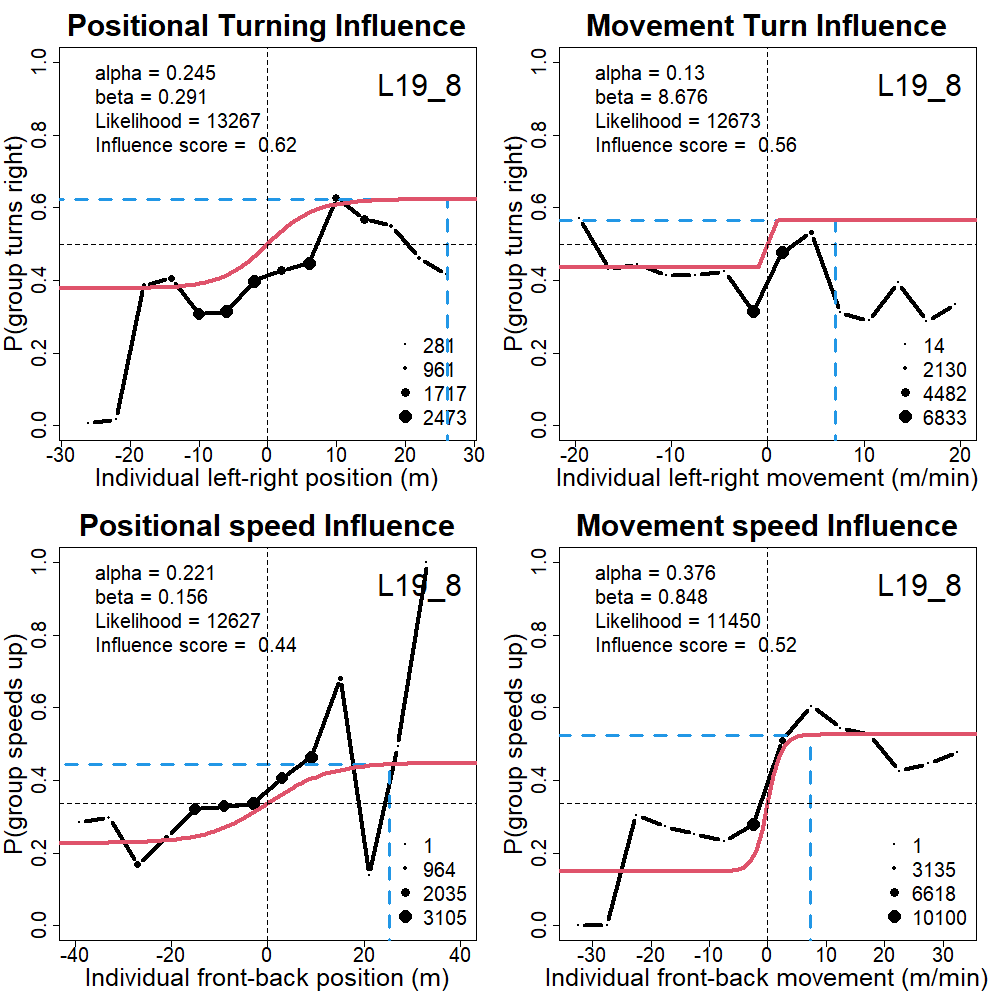 Positional Turning Influence
alpha = 0.245
beta = 0.291
Likelihood = 13267
Influence score =  0.62
L19_8
P(group turns right)
0.0 0.2 0.4 0.6 0.8 1.0
281
961
1717
2473
-30 -20 -10 0 10 20 30
Individual left-right position (m)
Movement Turn Influence
alpha = 0.13
beta = 8.676
Likelihood = 12673
Influence score =  0.56
L19_8
P(group turns right)
0.0 0.2 0.4 0.6 0.8 1.0
14
2130
4482
6833
-20 -10 0 10 20
Individual left-right movement (m/min)
Positional speed Influence
alpha = 0.221
beta = 0.156
Likelihood = 12627
Influence score =  0.44
L19_8
P(group speeds up)
0.0 0.2 0.4 0.6 0.8 1.0
1
964
2035
3105
-40 -20 0 20 40
Individual front-back position (m)
Movement speed Influence
alpha = 0.376
beta = 0.848
Likelihood = 11450
Influence score =  0.52
L19_8
P(group speeds up)
0.0 0.2 0.4 0.6 0.8 1.0
1
3135
6618
10100
-30 -20 -10 0 10 20 30
Individual front-back movement (m/min)